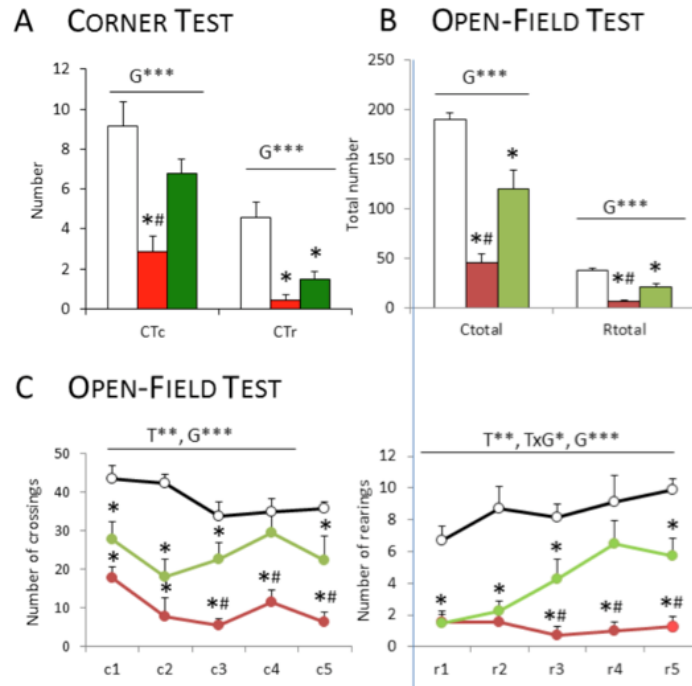 A CORNER TEST
Number
12
10
8
6
4
2
0
G***
*#
G***
*
*
CTc
CTr
B OPEN-FIELD TEST
Total number
250
200
150
100
50
0
G***
*#
*
G***
*#
*
Ctotal
Rtotal
C OPEN-FIELD TEST
Number of crossings
50
40
30
20
10
0
T**, G***
*
*
*
*
*
*#
*#
*
*#
c1
c2
c3
c4
c5
Number of rearings
12
10
8
6
4
2
0
T**, TxG*, G***
*
*
*
*#
*#
*
*#
r1
r2
r3
r4
r5